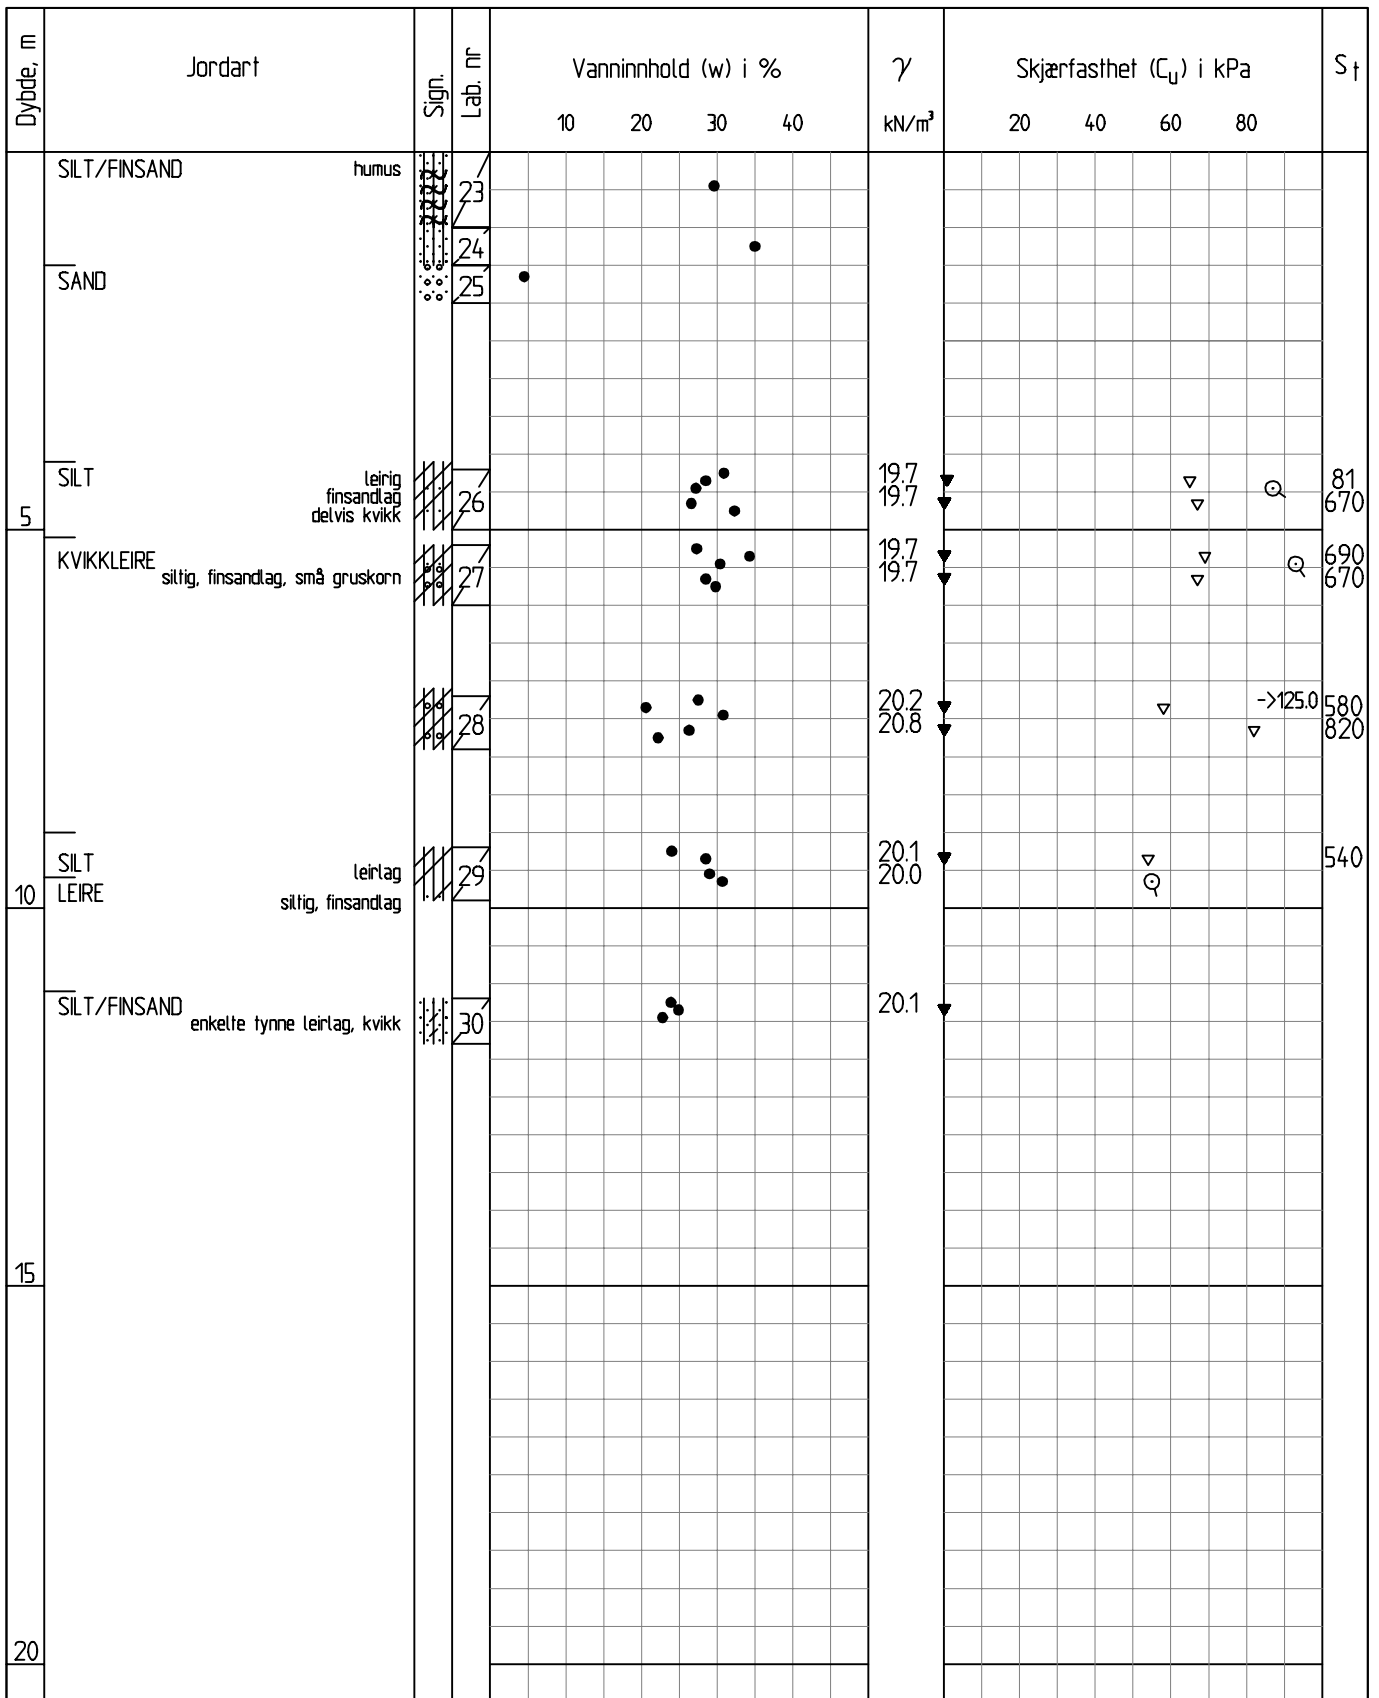 Dybde, m
Jordart
Sign.
Lab. nr
Vanninnhold (w) i %
10 20 30 40
γ
kN/m³
Skjærfasthet (Cu) i kPa
20 40 60 80
St
SILT/FINSAND humus
23
24
SAND
25
SILT leirig
finsandlag
delvis kvikk
26
19.7 81
19.7 670
5
KVIKKLEIRE
siltig, finsandlag, små gruskorn
27
19.7 690
19.7 670
28
20.2 ->125.0 580
20.8 820
SILT leirlag
29
20.1 540
20.0
10
LEIRE
siltig, finsandlag
SILT/FINSAND
enkelte tynne leirlag, kvikk
30
20.1
15
20